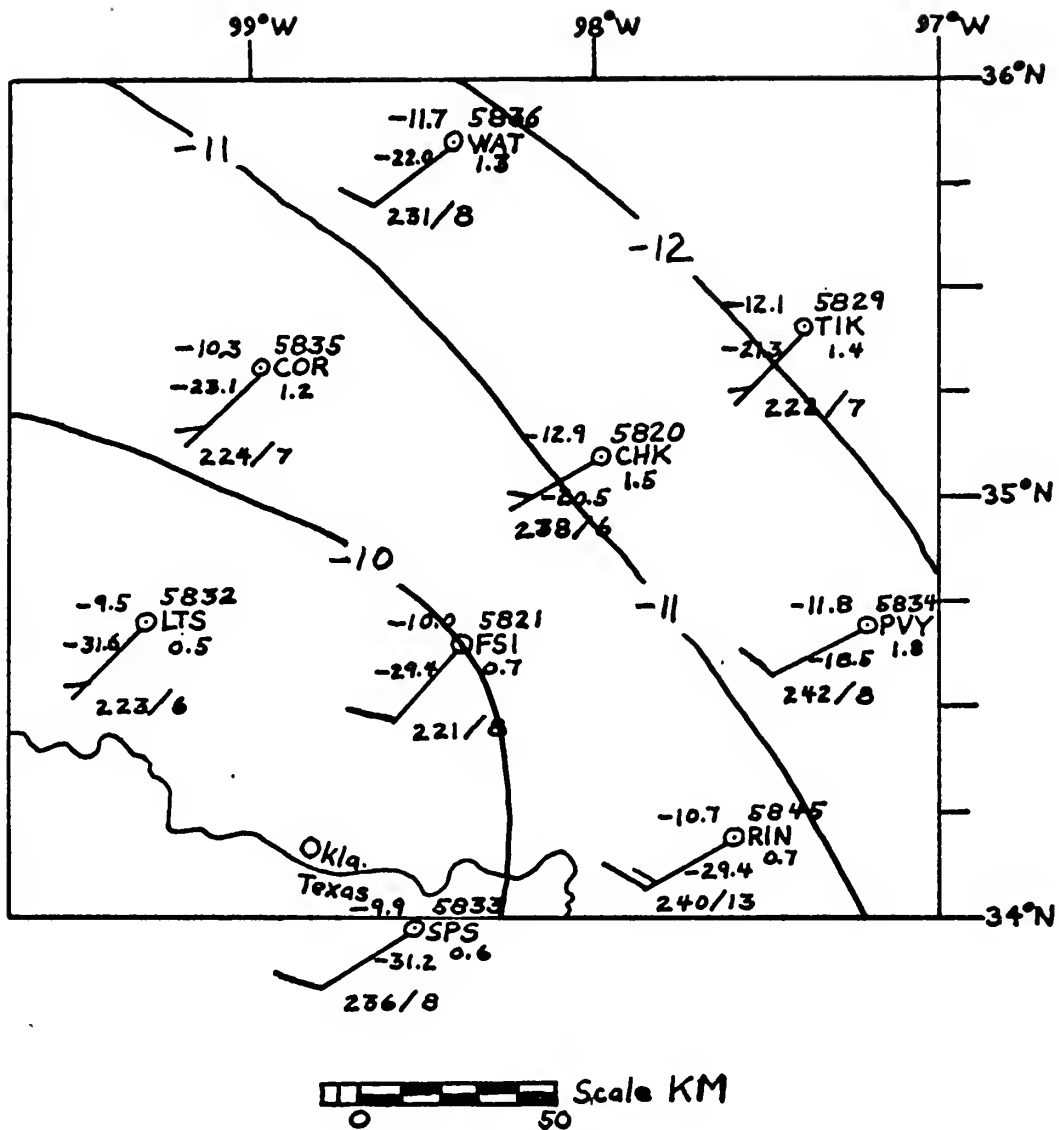 99°W 98°W 97°W
36°N
-11.7 5836
WAT
-22.0 1.3
231/8
-11
-12
-12.1 5829
TIK
-21.3 1.4
222/7
-10.3 5835
COR
-23.1 1.2
224/7
-12.9 5820
CHK
-20.5 1.5
238/6
35°N
-10
-11
-9.5 5832
LTS
-31.6 0.5
223/6
-10.0 5821
FSI
-29.4 0.7
221/8
-11.8 5834
PVY
-18.5 1.8
242/8
-10.7 5845
RIN
-29.4 0.7
240/13
Okla.
Texas
34°N
-9.9 5833
SPS
-31.2 0.6
236/8
Scale KM
0 50